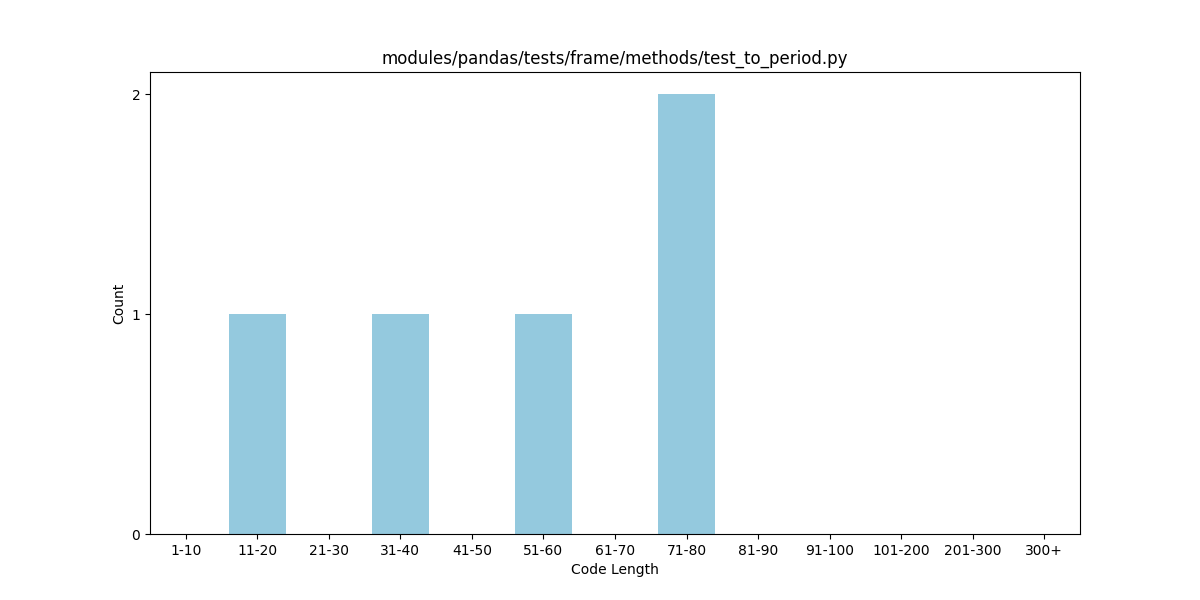 modules/pandas/tests/frame/methods/test_to_period.py
2
1
0
Count
1-10 11-20 21-30 31-40 41-50 51-60 61-70 71-80 81-90 91-100 101-200 201-300 300+
Code Length